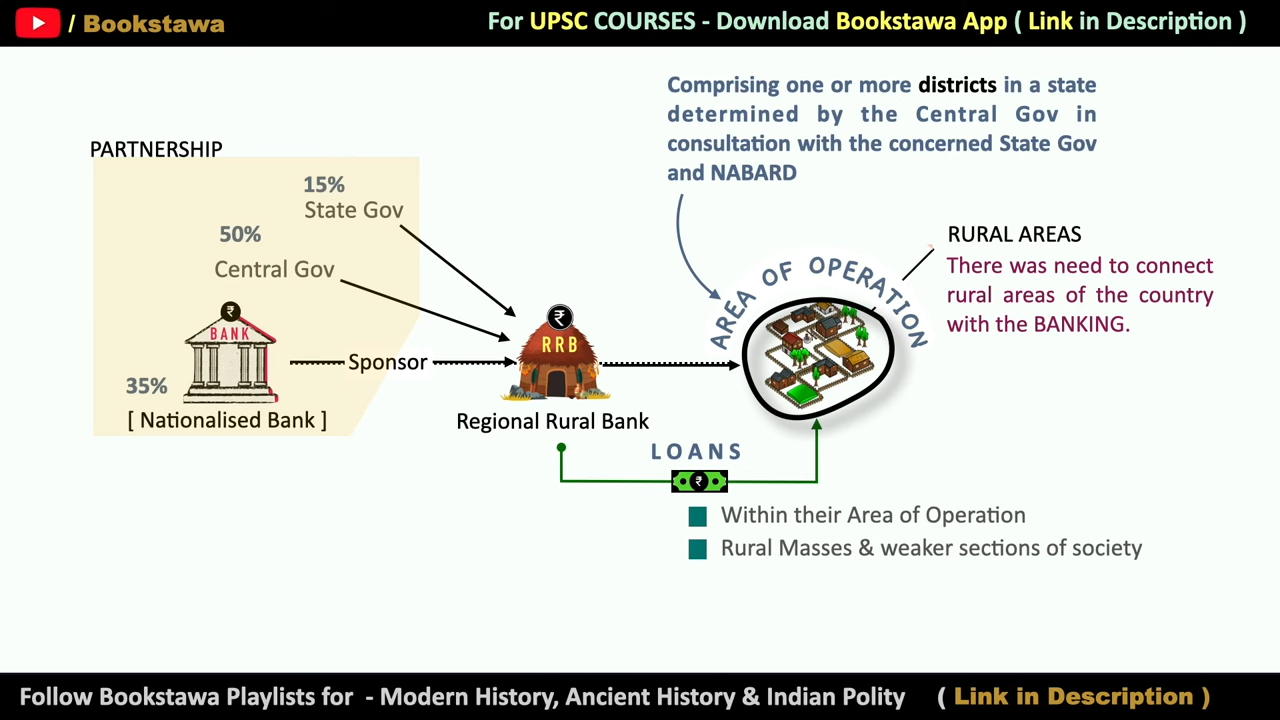 / Bookstawa
For UPSC COURSES - Download Bookstawa App ( Link in Description )
Comprising one or more districts in a state
determined by the Central Gov in
consultation with the concerned State Gov
and NABARD
PARTNERSHIP
15%
State Gov
50%
Central Gov
BANK
35%
[ Nationalised Bank ]
Sponsor
₹
RRB
Regional Rural Bank
AREA OF OPERATION
RURAL AREAS
There was need to connect
rural areas of the country
with the BANKING.
LOANS
₹
Within their Area of Operation
Rural Masses & weaker sections of society
Follow Bookstawa Playlists for - Modern History, Ancient History & Indian Polity ( Link in Description )